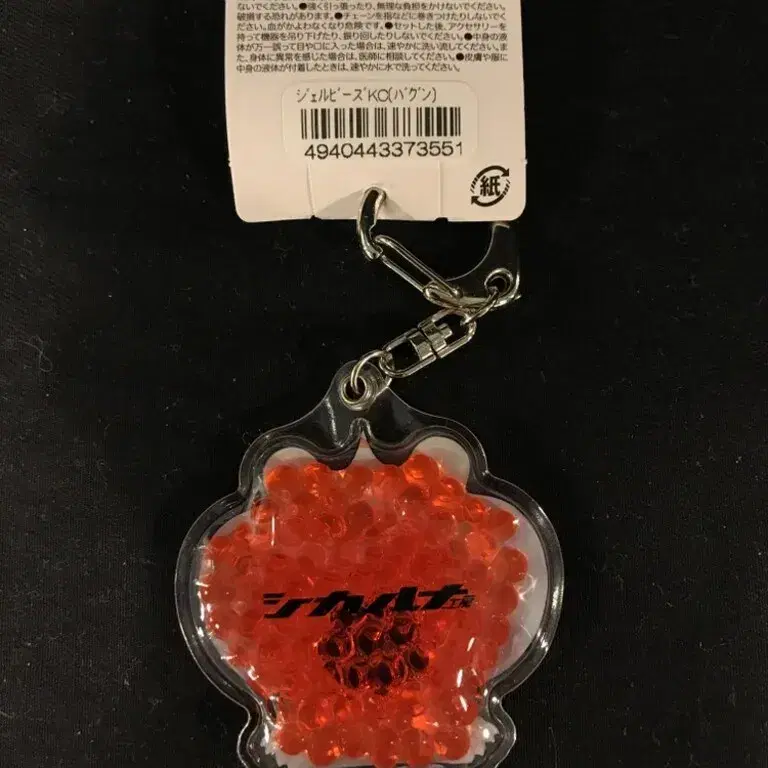 ないでください。●強く引っ張ったり、無理な負担をかけないでください。
破損する恐れがあります。●チェーンを指などに巻きつけたりしないでくだ
さい。血がかよわなくなり危険です。●セットした後、アクセサリーを
持って機器を吊り下げたり、振り回したりしないでください。●中身の液
体が万一誤って目や口に入った場合は、速やかに洗い流してください。ま
た、身体に異常を感じた場合は、医師に相談してください。●皮膚や服に
中身の液体が付着したときは、速やかに水で洗ってください。
ジェルビーズKC(バグン)
4940443373551
紙
シカルナ工房